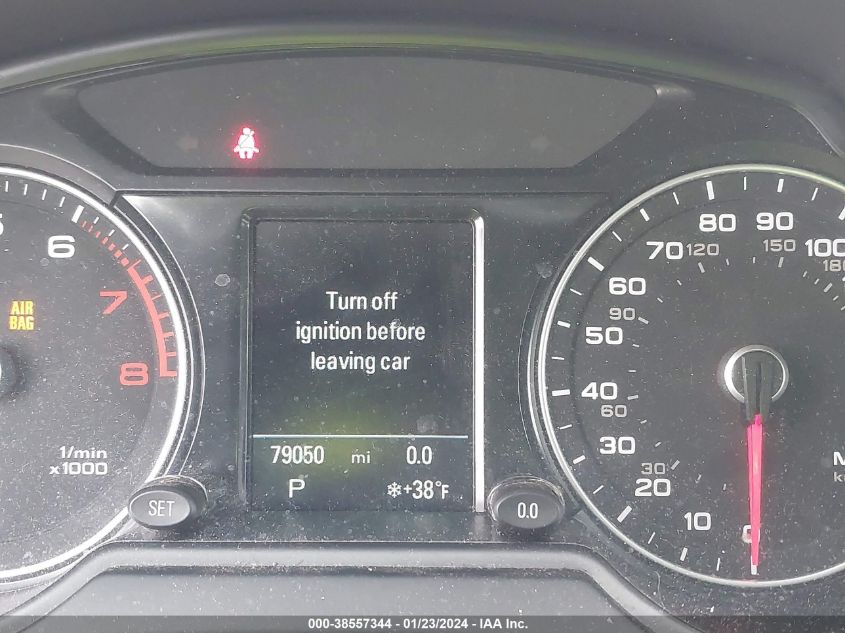 6
7
8
AIR
BAG
1/min
x1000
SET
Turn off
ignition before
leaving car
79050 mi 0.0
P ❄+38°F
0.0
0
10
20
30
30
40
60
50
90
60
70
120
80
90
150
100
180
000-38557344 - 01/23/2024 - IAA Inc.